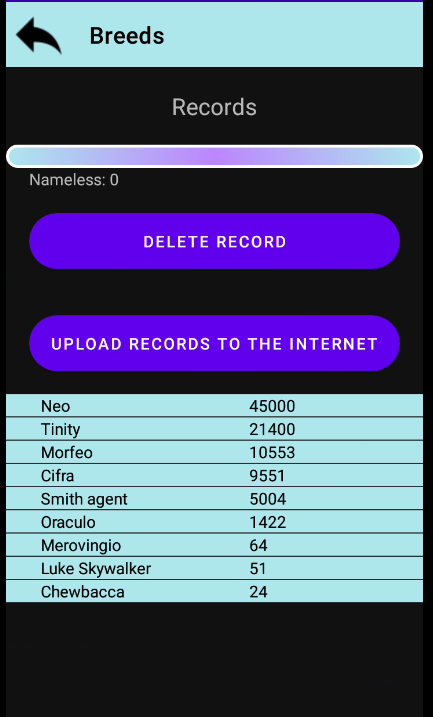 Breeds
Records
Nameless: 0
DELETE RECORD
UPLOAD RECORDS TO THE INTERNET
Neo 45000
Tinity 21400
Morfeo 10553
Cifra 9551
Smith agent 5004
Oraculo 1422
Merovingio 64
Luke Skywalker 51
Chewbacca 24